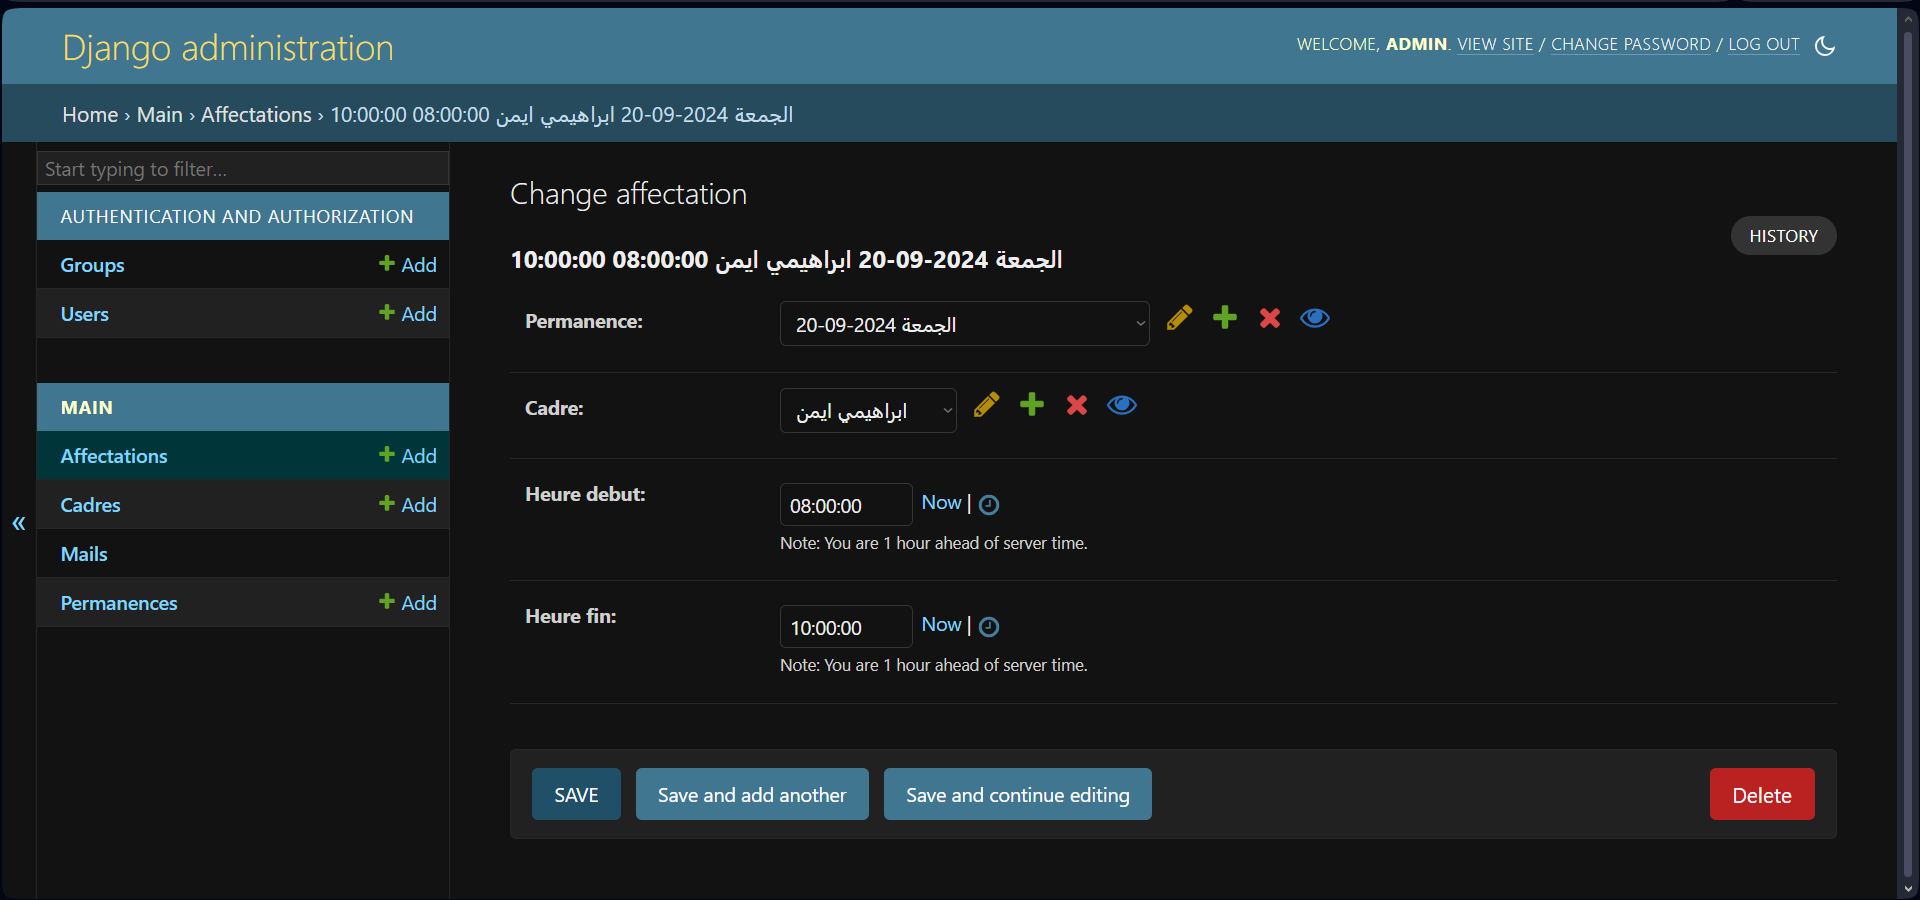 Django administration
WELCOME, ADMIN. VIEW SITE / CHANGE PASSWORD / LOG OUT
Home › Main › Affectations › الجمعة 2024-09-20 ابراهيمي ايمن 08:00:00 10:00:00
Start typing to filter...
AUTHENTICATION AND AUTHORIZATION
Groups Add
Users Add
MAIN
Affectations Add
Cadres Add
Mails
Permanences Add
«
Change affectation
HISTORY
الجمعة 2024-09-20 ابراهيمي ايمن 08:00:00 10:00:00
Permanence: الجمعة 2024-09-20
Cadre: ابراهيمي ايمن
Heure debut: 08:00:00 Now |
Note: You are 1 hour ahead of server time.
Heure fin: 10:00:00 Now |
Note: You are 1 hour ahead of server time.
SAVE Save and add another Save and continue editing Delete